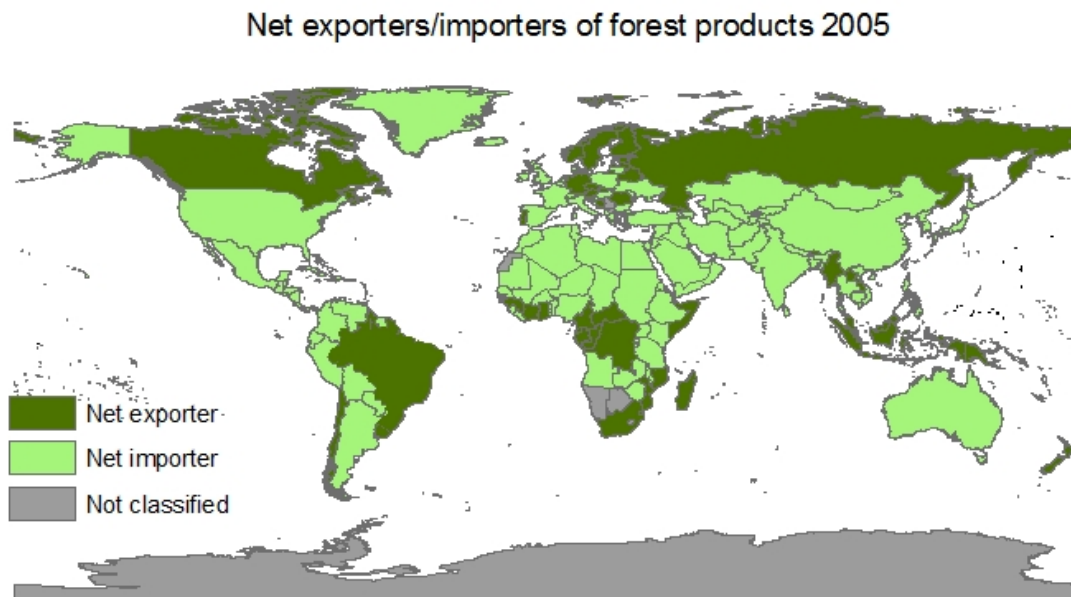 Net exporters/importers of forest products 2005
Net exporter
Net importer
Not classified